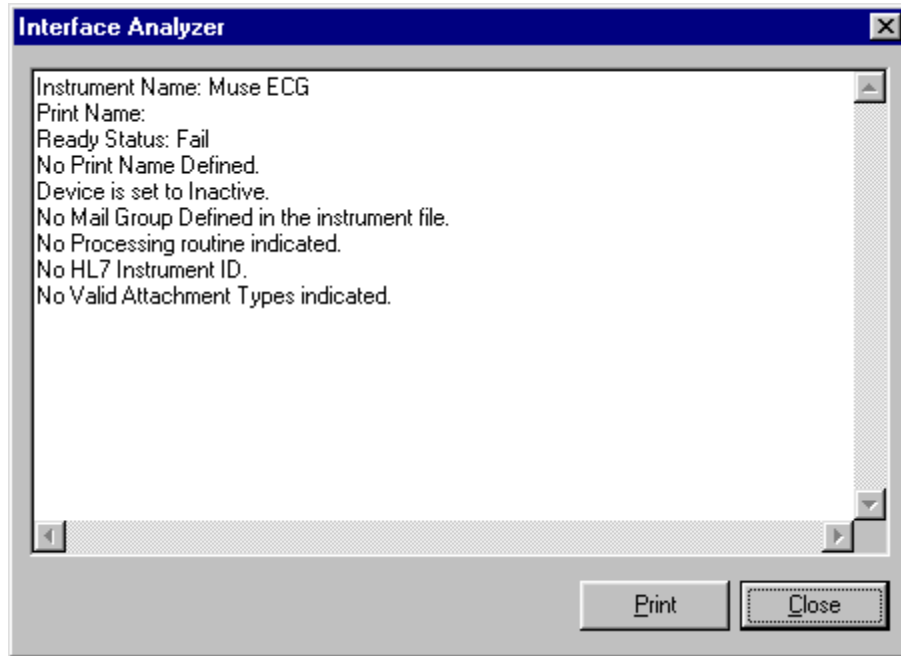 Interface Analyzer
Instrument Name: Muse ECG
Print Name:
Ready Status: Fail
No Print Name Defined.
Device is set to Inactive.
No Mail Group Defined in the instrument file.
No Processing routine indicated.
No HL7 Instrument ID.
No Valid Attachment Types indicated.
Print
Close